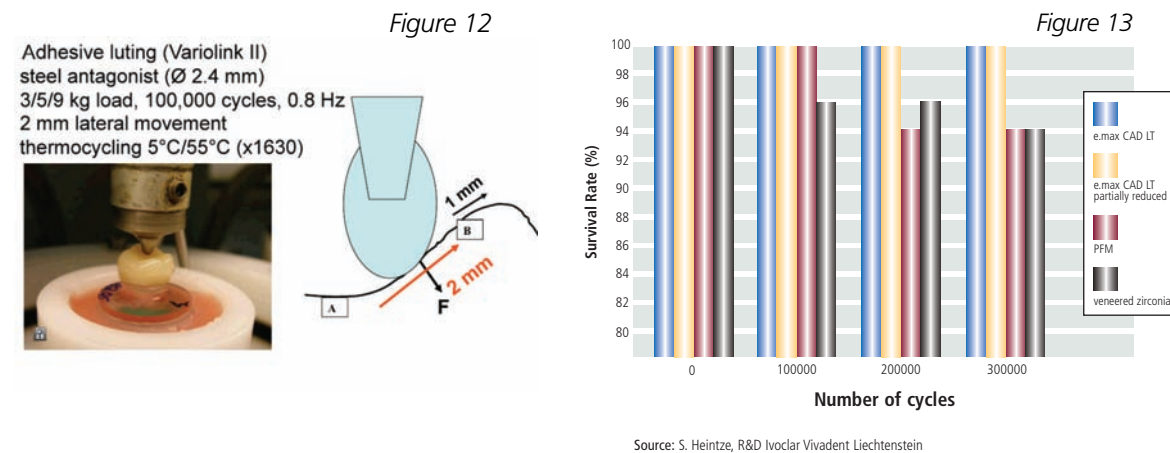 Figure 12
Adhesive luting (Variolink II)
steel antagonist (Ø 2.4 mm)
3/5/9 kg load, 100,000 cycles, 0.8 Hz
2 mm lateral movement
thermocycling 5°C/55°C (x1630)
1 mm
B
2 mm
A
F
Figure 13
100
98
96
94
92
90
88
86
84
82
80
Survival Rate (%)
0
100000
200000
300000
Number of cycles
e.max CAD LT
e.max CAD LT
partially reduced
PFM
veneered zirconia
Source: S. Heintze, R&D Ivoclar Vivadent Liechtenstein